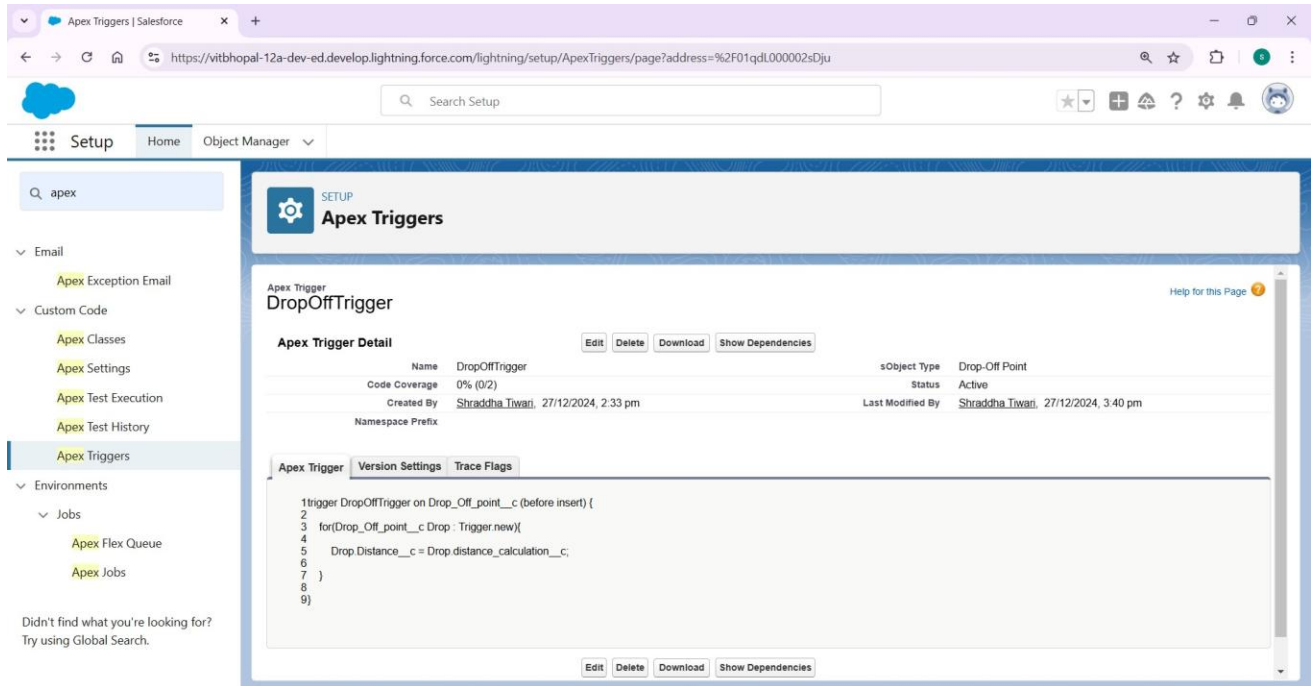 Apex Triggers | Salesforce
https://vitbhopal-12a-dev-ed.develop.lightning.force.com/lightning/setup/ApexTriggers/page?address=%2F01qdL000002sDju
S
Search Setup
Setup Home Object Manager
apex
SETUP
Apex Triggers
Email
Apex Exception Email
Custom Code
Apex Classes
Apex Settings
Apex Test Execution
Apex Test History
Apex Triggers
Environments
Jobs
Apex Flex Queue
Apex Jobs
Didn't find what you're looking for?
Try using Global Search.
Apex Trigger
DropOffTrigger
Help for this Page
Apex Trigger Detail Edit Delete Download Show Dependencies
Name DropOffTrigger sObject Type Drop-Off Point
Code Coverage 0% (0/2) Status Active
Created By Shraddha Tiwari, 27/12/2024, 2:33 pm Last Modified By Shraddha Tiwari, 27/12/2024, 3:40 pm
Namespace Prefix
Apex Trigger Version Settings Trace Flags
1trigger DropOffTrigger on Drop_Off_point__c (before insert) {
2
3 for(Drop_Off_point__c Drop : Trigger.new){
4
5 Drop.Distance__c = Drop.distance_calculation__c;
6
7 }
8
9}
Edit Delete Download Show Dependencies